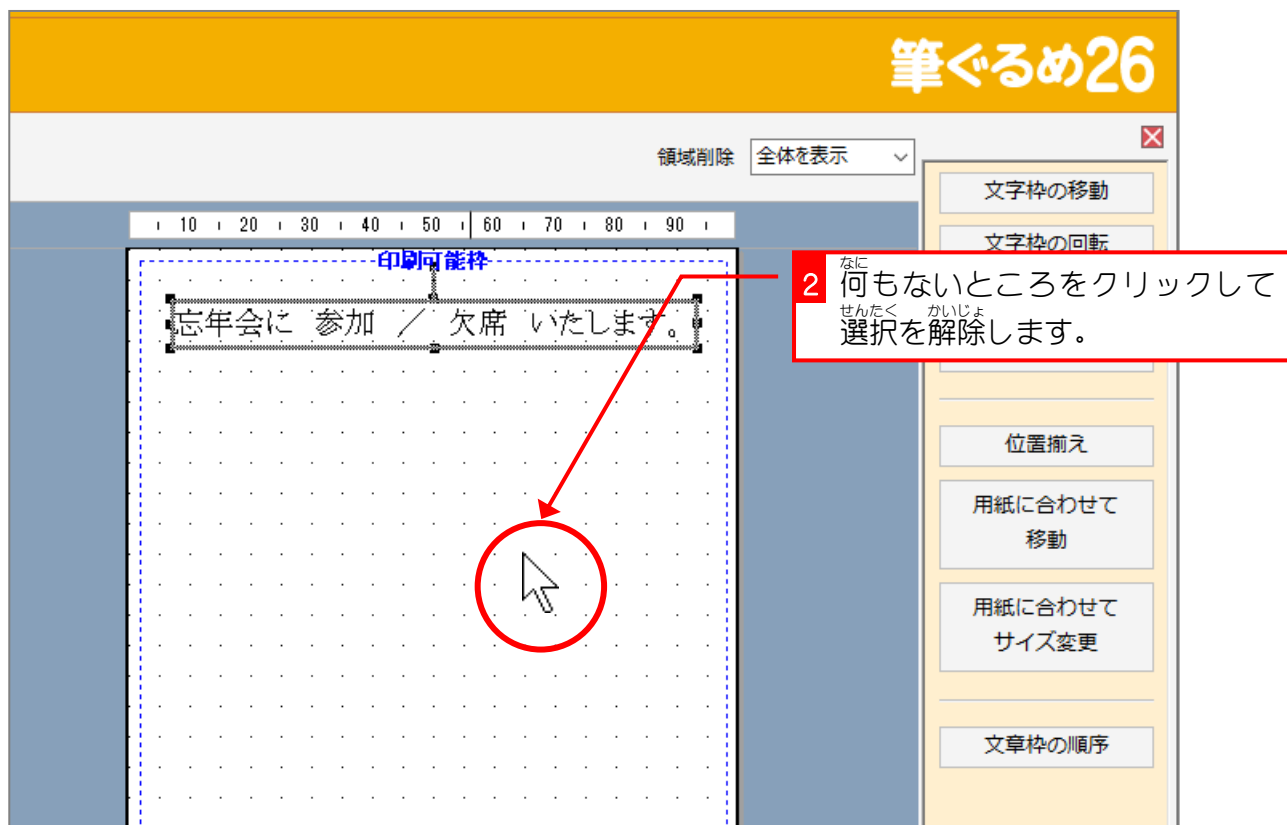 筆ぐるめ26
領域削除 全体を表示
文字枠の移動
文字枠の回転
10 20 30 40 50 60 70 80 90
印刷可能枠
忘年会に 参加 ／ 欠席 いたします。
2 何もないところをクリックして
なに
選択を解除します。
せんたく かいじょ
位置揃え
用紙に合わせて
移動
用紙に合わせて
サイズ変更
文章枠の順序